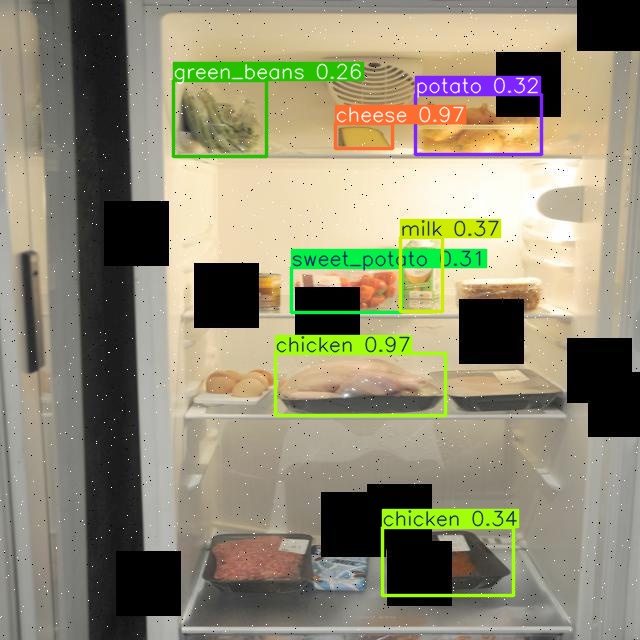 green_beans 0.26
potato 0.32
cheese 0.97
milk 0.37
sweet_potato 0.31
chicken 0.97
chicken 0.34